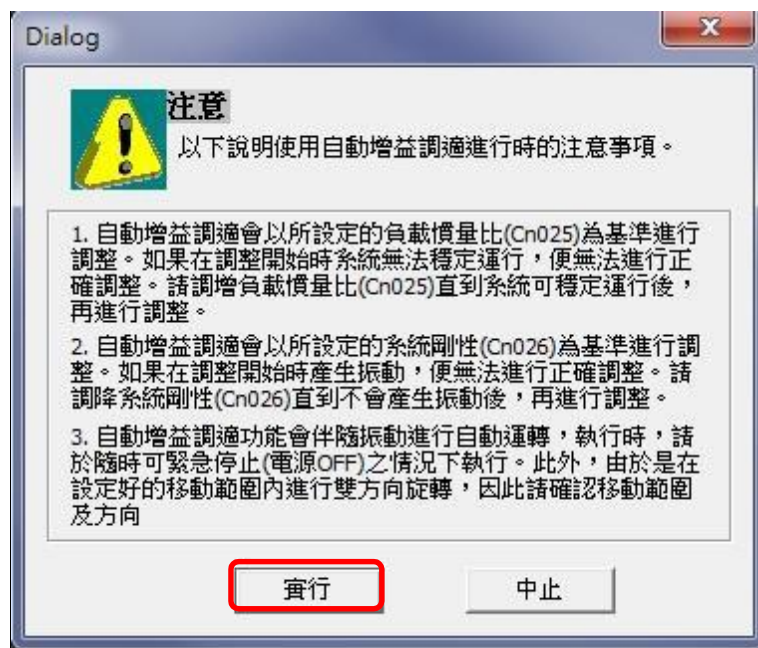 Dialog
注意
以下說明使用自動增益調適進行時的注意事項。
1. 自動增益調適會以所設定的負載慣量比(Cn025)為基準進行
調整。如果在調整開始時系統無法穩定運行，便無法進行正
確調整。請調增負載慣量比(Cn025)直到系統可穩定運行後，
再進行調整。
2. 自動增益調適會以所設定的系統剛性(Cn026)為基準進行調
整。如果在調整開始時產生振動，便無法進行正確調整。請
調降系統剛性(Cn026)直到不會產生振動後，再進行調整。
3. 自動增益調適功能會伴隨振動進行自動運轉，執行時，請
於隨時可緊急停止(電源OFF)之情況下執行。此外，由於是在
設定好的移動範圍內進行雙方向旋轉，因此請確認移動範圍
及方向
實行
中止